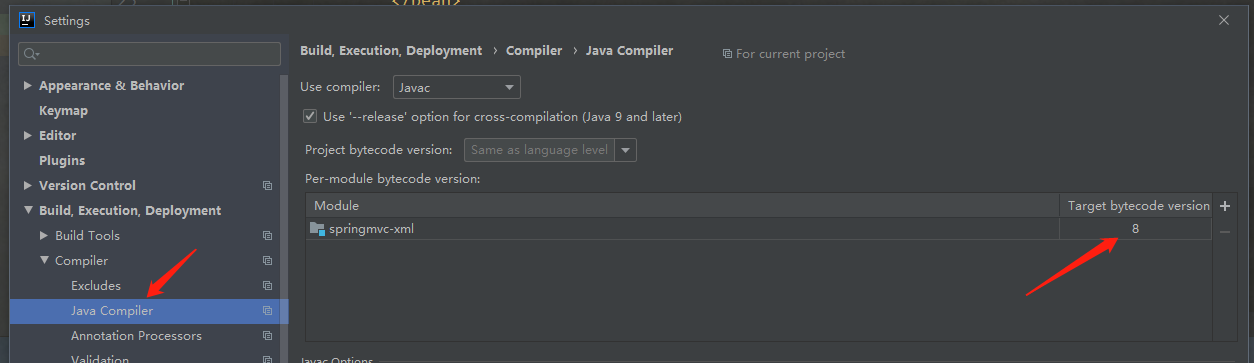 </bean>
Settings
Appearance & Behavior
Keymap
Editor
Plugins
Version Control
Build, Execution, Deployment
Build Tools
Compiler
Excludes
Java Compiler
Annotation Processors
Validation
Build, Execution, Deployment › Compiler › Java Compiler For current project
Use compiler: Javac
Use '--release' option for cross-compilation (Java 9 and later)
Project bytecode version: Same as language level
Per-module bytecode version:
Module Target bytecode version
springmvc-xml 8
Javac Options